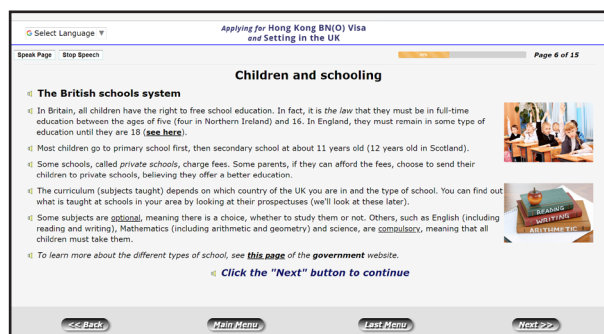 G Select Language ▼
Applying for Hong Kong BN(O) Visa
and Setting in the UK
Speak Page Stop Speech
Page 6 of 15
Children and schooling
The British schools system
In Britain, all children have the right to free school education. In fact, it is the law that they must be in full-time
education between the ages of five (four in Northern Ireland) and 16. In England, they must remain in some type of
education until they are 18 (see here).
Most children go to primary school first, then secondary school at about 11 years old (12 years old in Scotland).
Some schools, called private schools, charge fees. Some parents, if they can afford the fees, choose to send their
children to private schools, believing they offer a better education.
The curriculum (subjects taught) depends on which country of the UK you are in and the type of school. You can find out
what is taught at schools in your area by looking at their prospectuses (we'll look at these later).
Some subjects are optional, meaning there is a choice, whether to study them or not. Others, such as English (including
reading and writing), Mathematics (including arithmetic and geometry) and science, are compulsory, meaning that all
children must take them.
READING
WRITING
ARITHMETIC
To learn more about the different types of school, see this page of the government website.
Click the "Next" button to continue
<< Back
Main Menu
Last Menu
Next >>